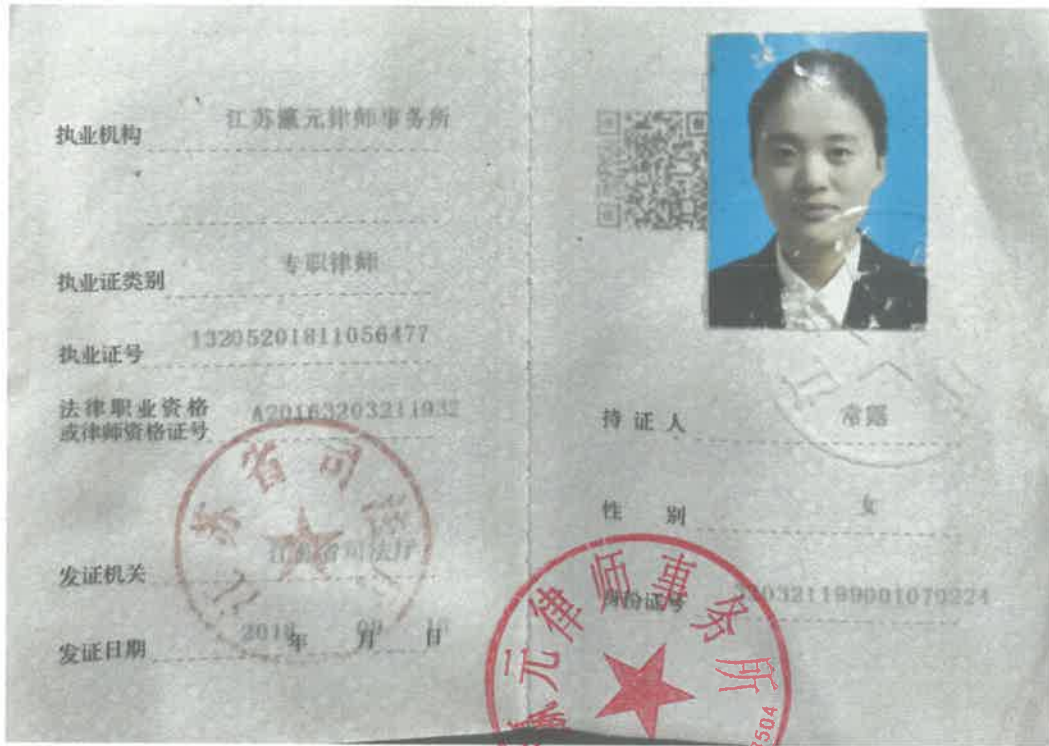 执业机构 江苏瀛元律师事务所
执业证类别 专职律师
执业证号 13205201811056477
法律职业资格 A20163203211932
或律师资格证号
发证机关 江苏省司法厅
发证日期 年 月 日
持证人 常露
性 别 女
身份证号 0321199001070224
江苏省司法厅
元律师事务所
7504